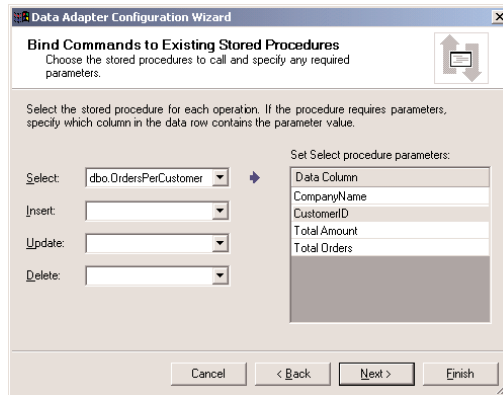 Data Adapter Configuration Wizard
Bind Commands to Existing Stored Procedures
Choose the stored procedures to call and specify any required
parameters.
Select the stored procedure for each operation. If the procedure requires parameters,
specify which column in the data row contains the parameter value.
Set Select procedure parameters:
Select: dbo.OrdersPerCustomer
Data Column
CompanyName
Insert:
CustomerID
Total Amount
Update:
Total Orders
Delete:
Cancel < Back Next > Finish